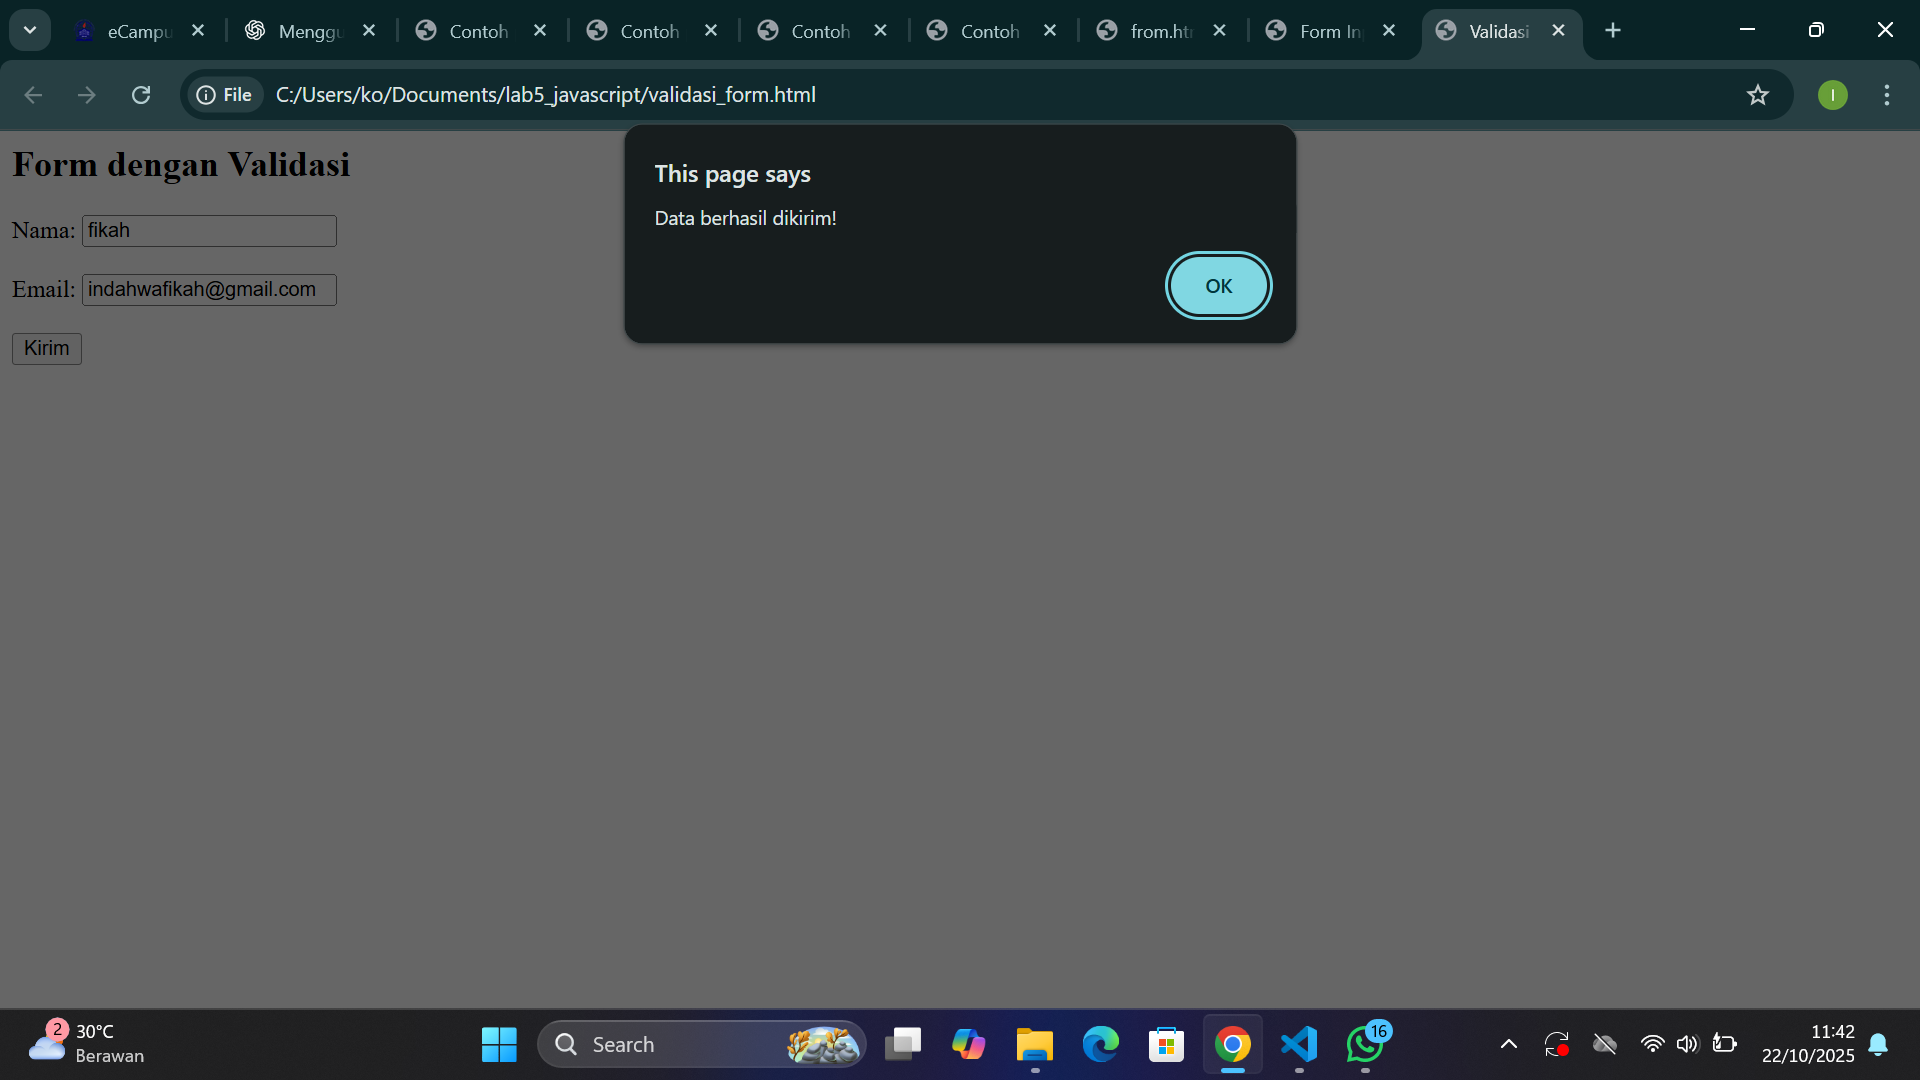 eCampu
Menggu
Contoh
Contoh
Contoh
Contoh
from.htm
Form In
Validasi
File
C:/Users/ko/Documents/lab5_javascript/validasi_form.html
I
This page says
Data berhasil dikirim!
OK
Form dengan Validasi
Nama: fikah
Email: indahwafikah@gmail.com
Kirim
2
30°C
Berawan
Search
16
11:42
22/10/2025